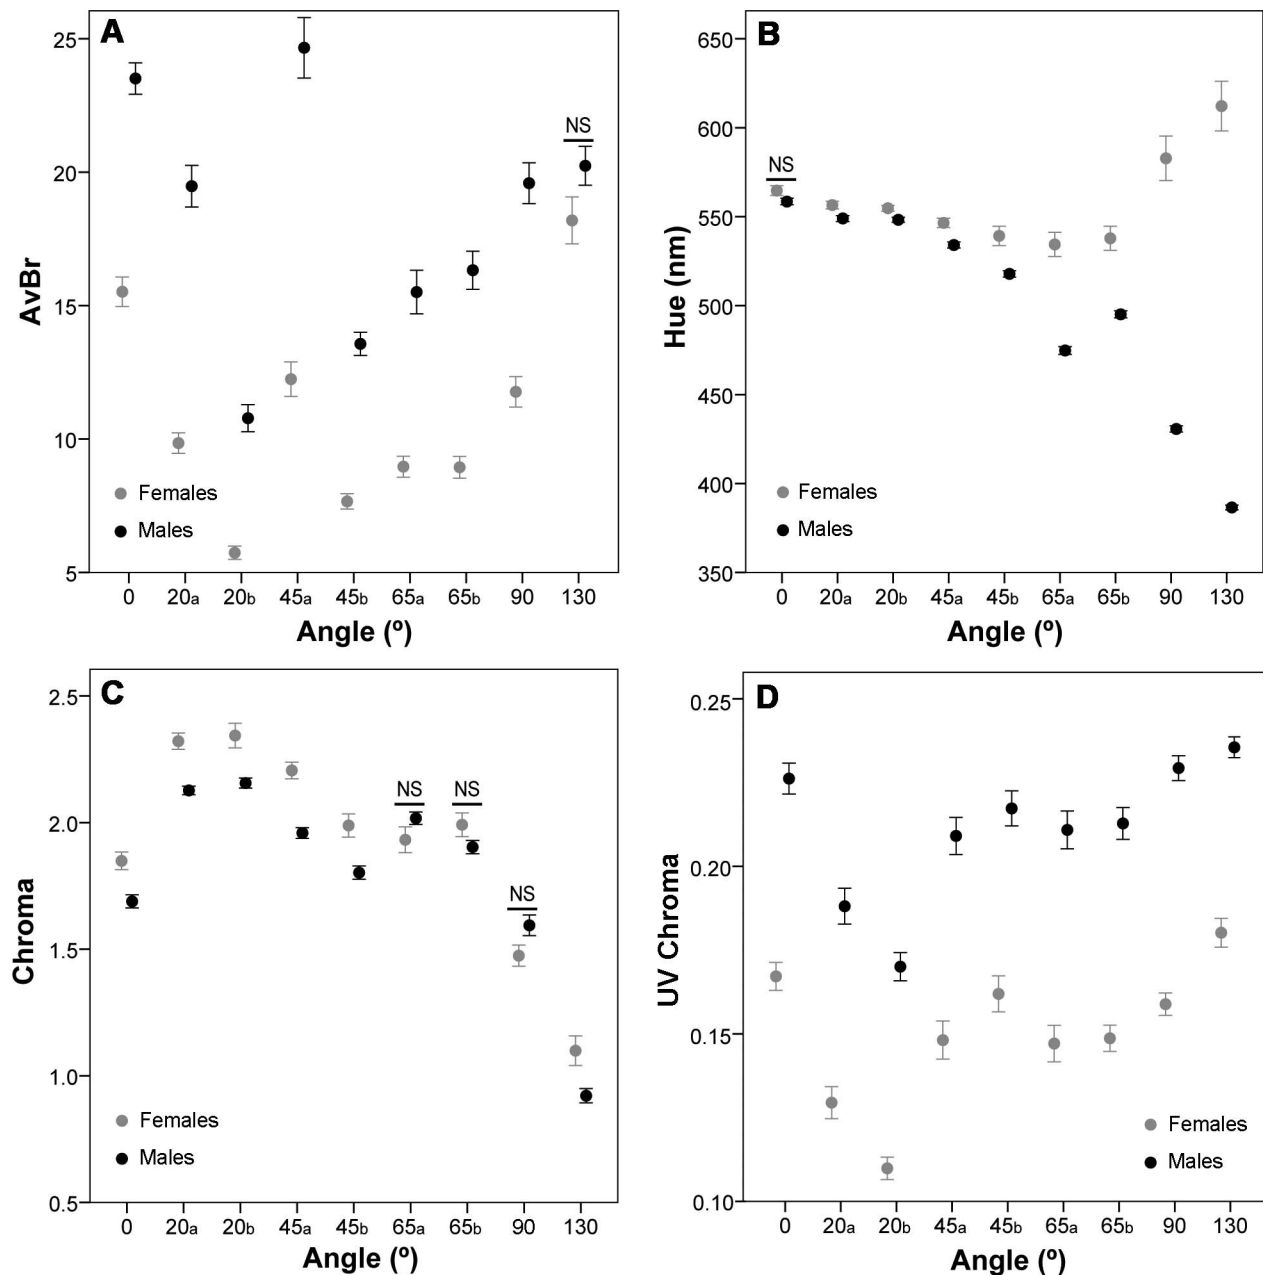 A
25
20
15
10
5
AvBr
NS
Females
Males
0 20a 20b 45a 45b 65a 65b 90 130
Angle (º)
B
650
600
550
500
450
400
350
Hue (nm)
NS
Females
Males
0 20a 20b 45a 45b 65a 65b 90 130
Angle (º)
C
2.5
2.0
1.5
1.0
0.5
Chroma
NS NS
NS
Females
Males
0 20a 20b 45a 45b 65a 65b 90 130
Angle (º)
D
0.25
0.20
0.15
0.10
UV Chroma
Females
Males
0 20a 20b 45a 45b 65a 65b 90 130
Angle (º)